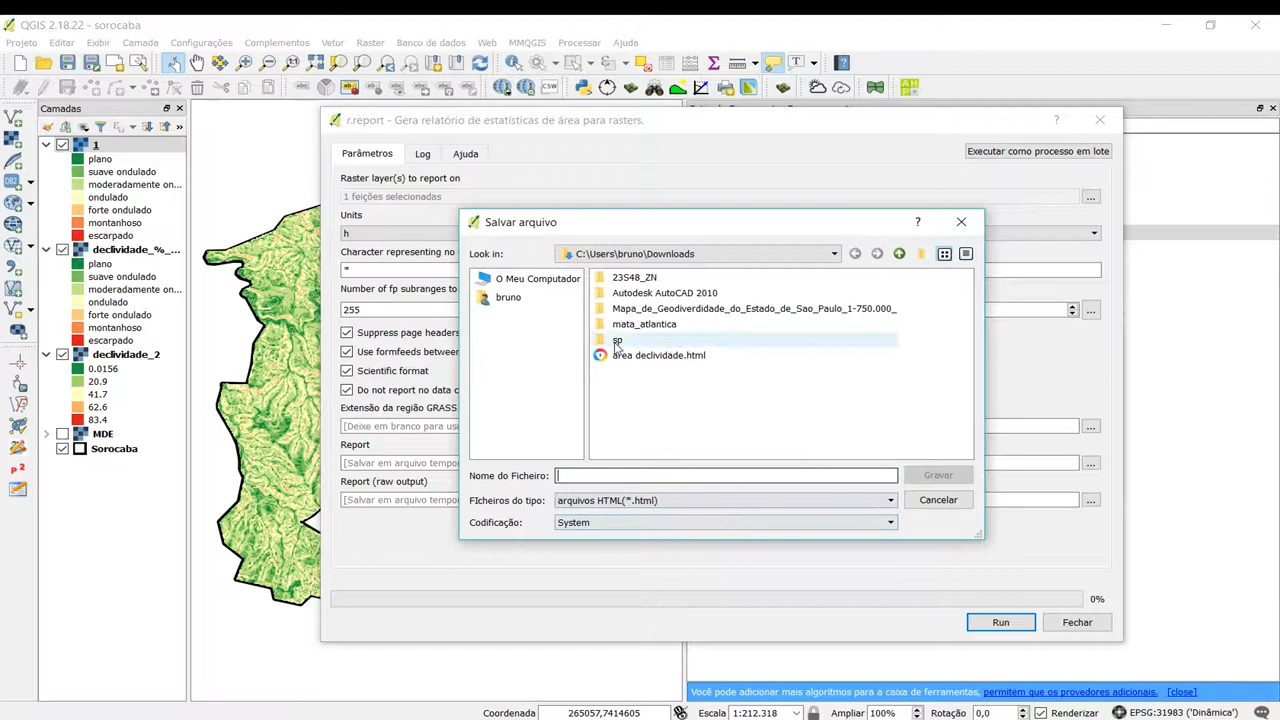 QGIS 2.18.22 - sorocaba
Projeto Editar Exibir Camada Configurações Complementos Vetor Raster Banco de dados Web MMQGIS Processar Ajuda
Camadas
1
plano
suave ondulado
moderadamente on...
ondulado
forte ondulado
montanhoso
escarpado
declividade_%_...
plano
suave ondulado
moderadamente on...
ondulado
forte ondulado
montanhoso
escarpado
declividade_2
0.0156
20.9
41.7
62.6
83.4
MDE
Sorocaba
r.report - Gera relatório de estatísticas de área para rasters.
Parâmetros Log Ajuda
Executar como processo em lote
Raster layer(s) to report on
1 feições selecionadas
Units
h
Character representing no
*
Number of fp subranges to
255
Suppress page headers
Use formfeeds between
Scientific format
Do not report no data c
Extensão da região GRASS
[Deixe em branco para usa
Report
[Salvar em arquivo tempo
Report (raw output)
[Salvar em arquivo tempo
0%
Run Fechar
Salvar arquivo
Look in: C:\Users\bruno\Downloads
O Meu Computador
bruno
23S48_ZN
Autodesk AutoCAD 2010
Mapa_de_Geodiverdidade_do_Estado_de_Sao_Paulo_1-750.000_
mata_atlantica
sp
área declividade.html
Nome do Ficheiro: Gravar
FIcheiros do tipo: arquivos HTML(*.html) Cancelar
Codificação: System
Você pode adicionar mais algoritmos para a caixa de ferramentas, permitem que os provedores adicionais. [close]
Coordenada 265057,7414605 Escala 1:212.318 Ampliar 100% Rotação 0,0 Renderizar EPSG:31983 ('Dinâmica')